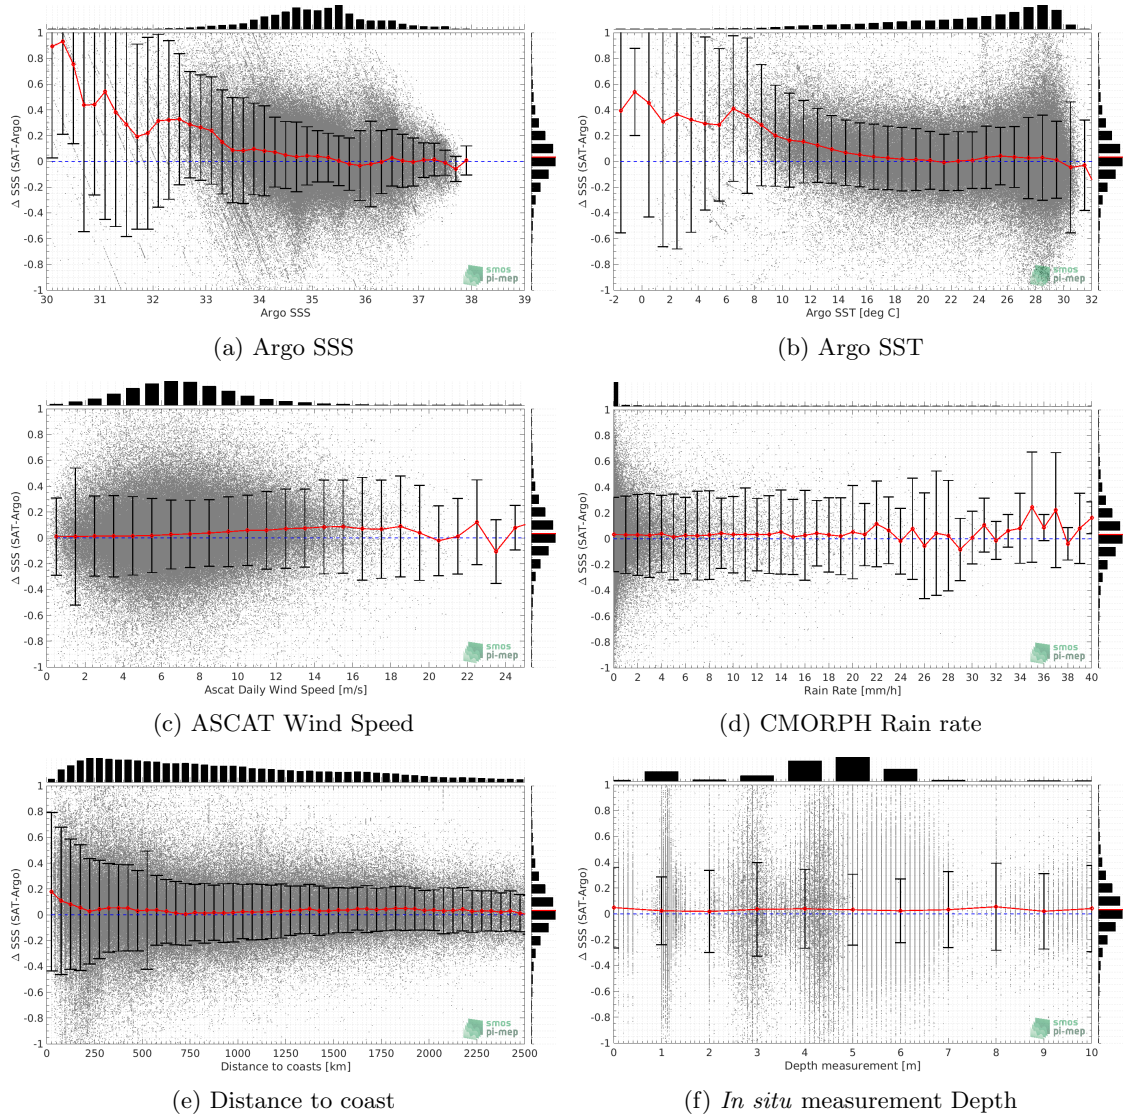 1
0.8
0.6
0.4
0.2
0
-0.2
-0.4
-0.6
-0.8
-1
Δ SSS (SAT-Argo)
30 31 32 33 34 35 36 37 38 39
Argo SSS
smos
pi-mep
(a) Argo SSS
1
0.8
0.6
0.4
0.2
0
-0.2
-0.4
-0.6
-0.8
-1
Δ SSS (SAT-Argo)
-2 0 2 4 6 8 10 12 14 16 18 20 22 24 26 28 30 32
Argo SST [deg C]
smos
pi-mep
(b) Argo SST
1
0.8
0.6
0.4
0.2
0
-0.2
-0.4
-0.6
-0.8
-1
Δ SSS (SAT-Argo)
0 2 4 6 8 10 12 14 16 18 20 22 24
Ascat Daily Wind Speed [m/s]
smos
pi-mep
(c) ASCAT Wind Speed
1
0.8
0.6
0.4
0.2
0
-0.2
-0.4
-0.6
-0.8
-1
Δ SSS (SAT-Argo)
0 2 4 6 8 10 12 14 16 18 20 22 24 26 28 30 32 34 36 38 40
Rain Rate [mm/h]
smos
pi-mep
(d) CMORPH Rain rate
1
0.8
0.6
0.4
0.2
0
-0.2
-0.4
-0.6
-0.8
-1
Δ SSS (SAT-Argo)
0 250 500 750 1000 1250 1500 1750 2000 2250 2500
Distance to coasts [km]
smos
pi-mep
(e) Distance to coast
1
0.8
0.6
0.4
0.2
0
-0.2
-0.4
-0.6
-0.8
-1
Δ SSS (SAT-Argo)
0 1 2 3 4 5 6 7 8 9 10
Depth measurement [m]
smos
pi-mep
(f) In situ measurement Depth